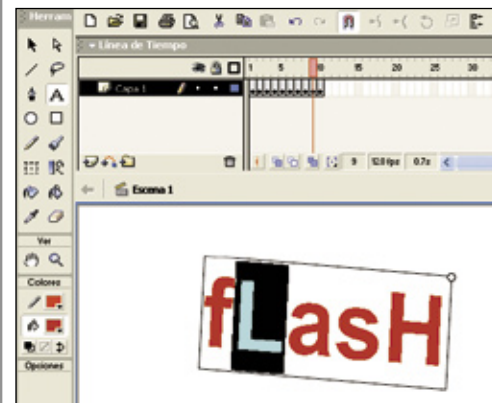 Herram
Línea de Tiempo
1 5 10 15 20 25 30
Capa 1
9 12.0 fps 0.7s
Escena 1
Ver
Colores
Opciones
fLasH